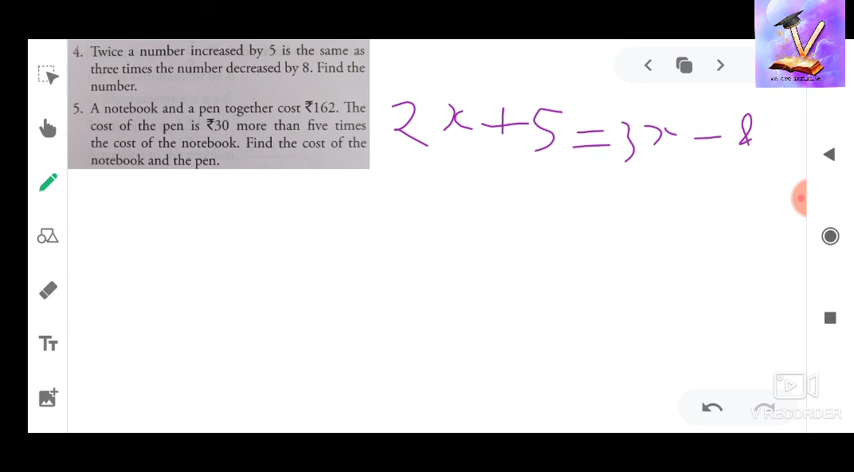 4. Twice a number increased by 5 is the same as
three times the number decreased by 8. Find the
number.
5. A notebook and a pen together cost ₹162. The
cost of the pen is ₹30 more than five times
the cost of the notebook. Find the cost of the
notebook and the pen.
2x+5=3x-8
V
Tт
V RECORDER